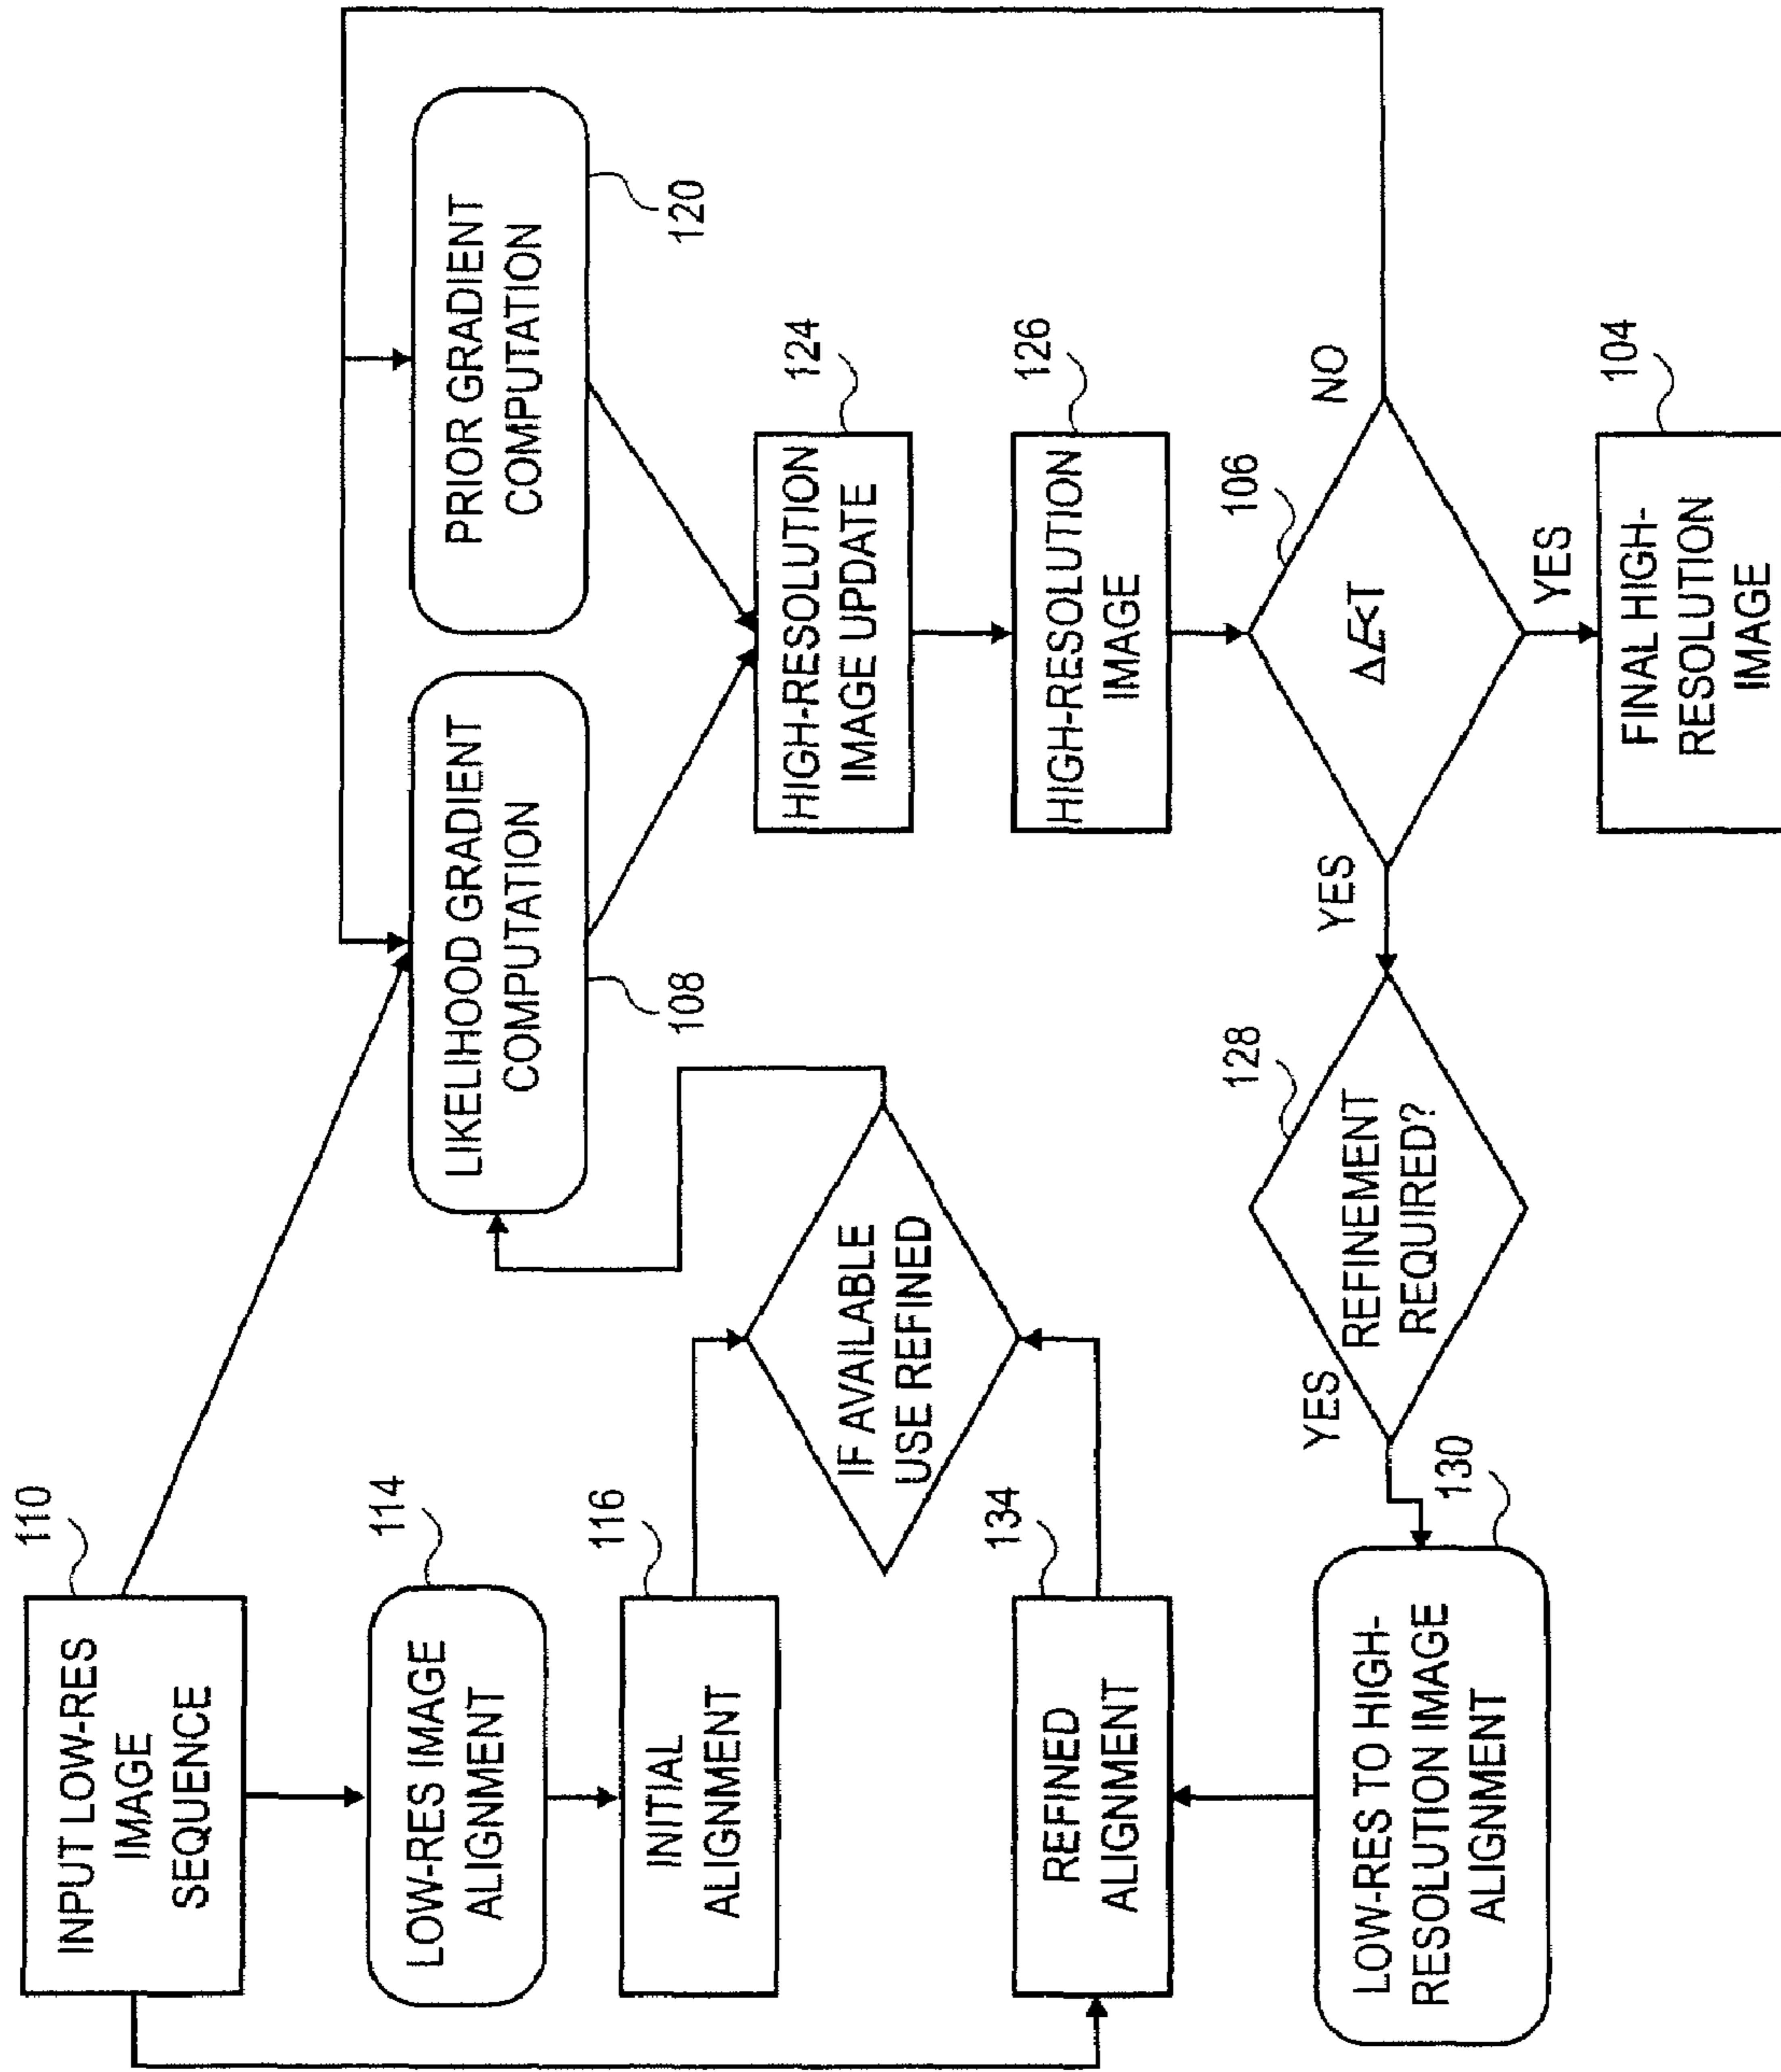 110
INPUT LOW-RES
IMAGE
SEQUENCE
114
LOW-RES IMAGE
ALIGNMENT
116
INITIAL
ALIGNMENT
134
REFINED
ALIGNMENT
130
LOW-RES TO HIGH-
RESOLUTION IMAGE
ALIGNMENT
IF AVAILABLE
USE REFINED
LIKELIHOOD GRADIENT
COMPUTATION
108
PRIOR GRADIENT
COMPUTATION
120
HIGH-RESOLUTION
IMAGE UPDATE
124
HIGH-RESOLUTION
IMAGE
126
106
ΔE<T
NO
YES
YES
128
REFINEMENT
REQUIRED?
YES
FINAL HIGH-
RESOLUTION
IMAGE
104